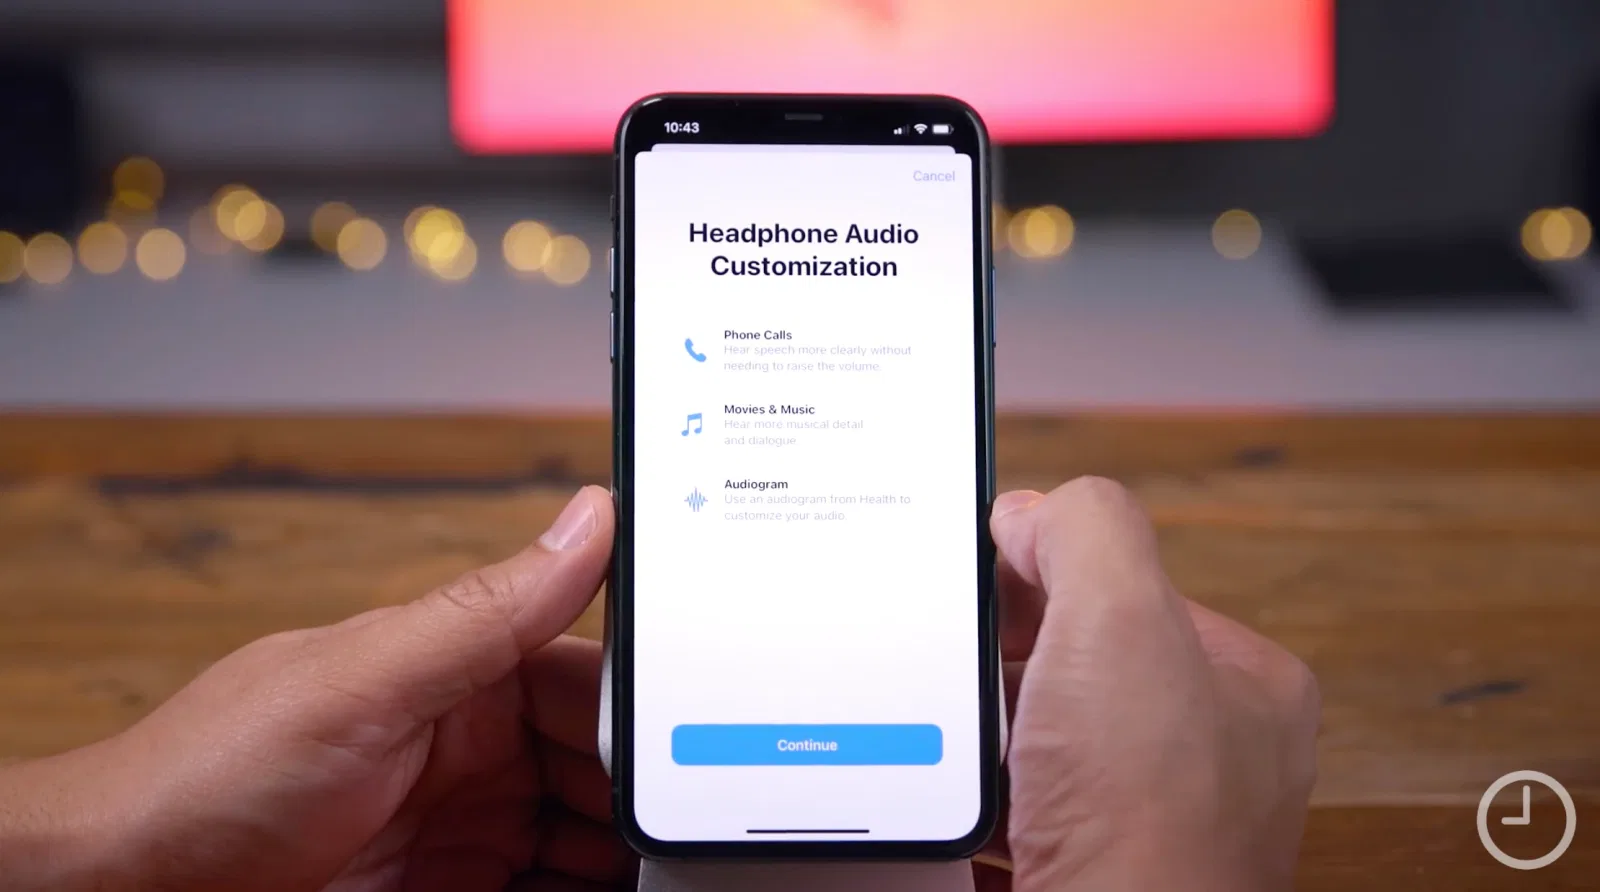 10:43
Cancel
Headphone Audio
Customization
Phone Calls
Hear speech more clearly without
needing to raise the volume.
Movies & Music
Hear more musical detail
and dialogue
Audiogram
Use an audiogram from Health to
customize your audio.
Continue